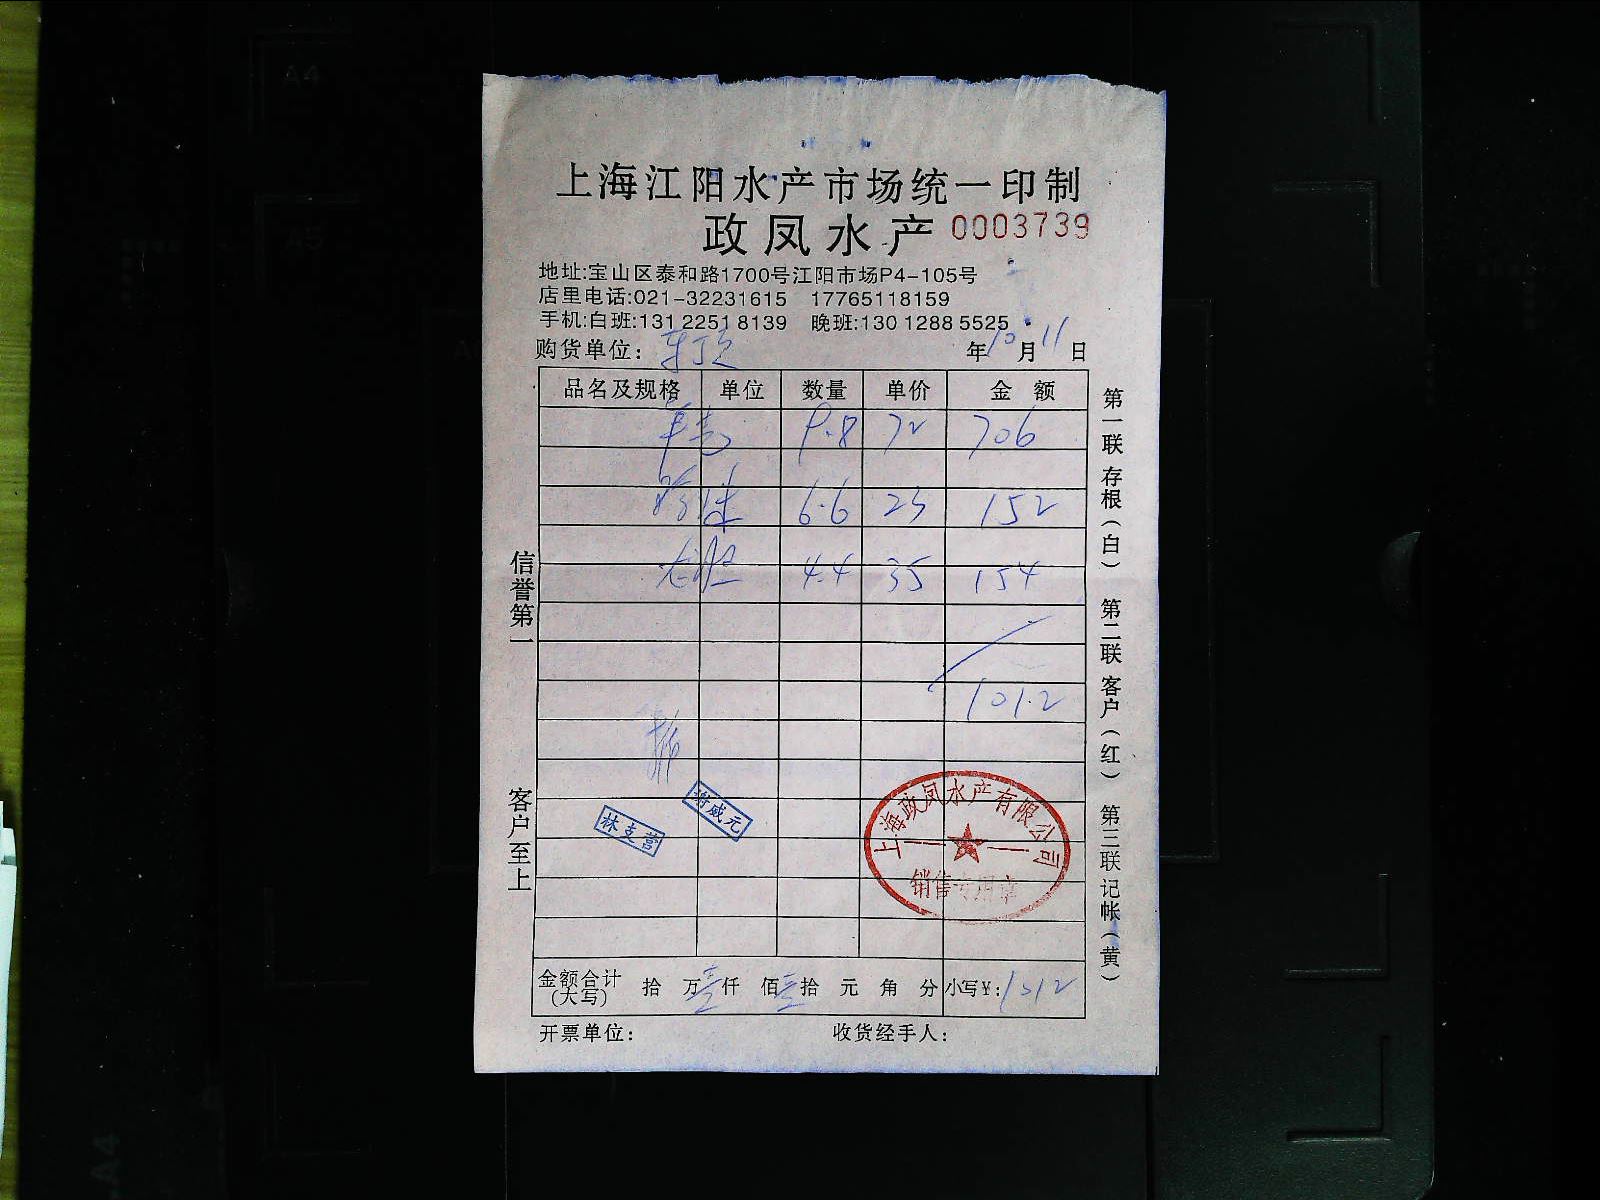 上海江阳水产市场统一印制
政凤水产 0003739
地址:宝山区泰和路1700号江阳市场P4-105号
店里电话:021-32231615 17765118159
手机:白班:131 2251 8139 晚班:130 1288 5525
购货单位: 年10月11日
品名及规格 单位 数量 单价 金额
9.8 72 706
6.6 23 152
4.4 35 154
1012
信誉第一
客户至上
第一联存根(白) 第二联客户(红) 第三联记帐(黄)
林支营
谢威元
上海政凤水产有限公司
销售专用章
金额合计(大写) 拾 万壹仟 佰壹拾 元 角 分 小写¥:1012
开票单位: 收货经手人: